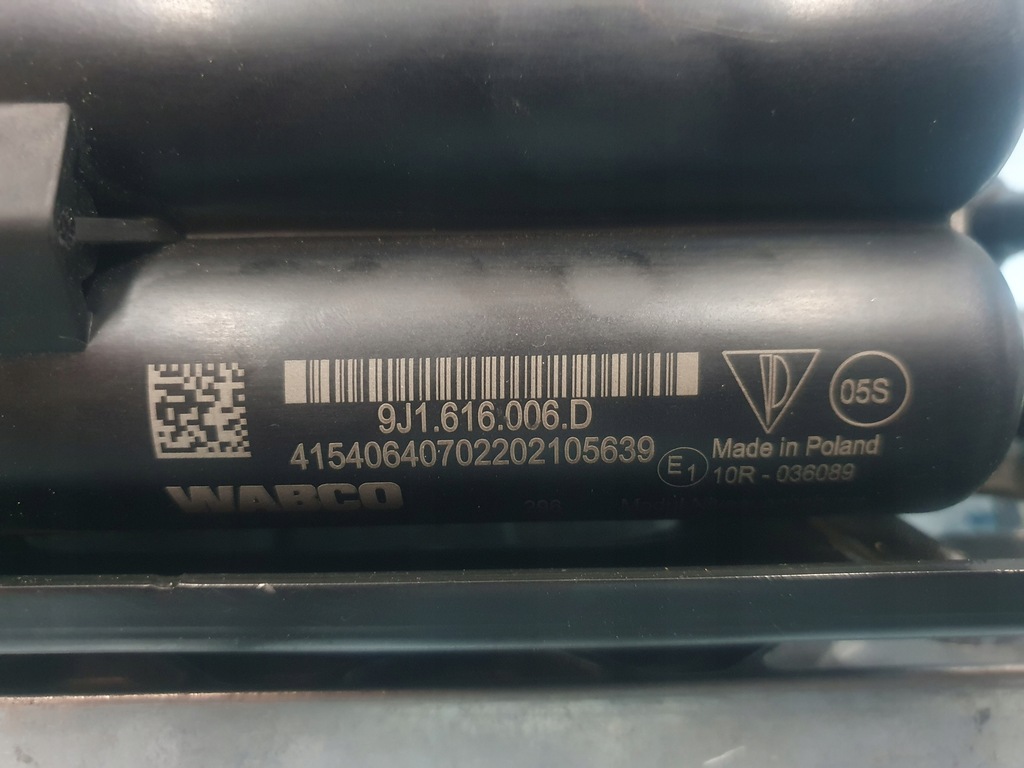 9J1.616.006.D
41540640702202105639
WABCO
D
05S
Made in Poland
E1
10R - 036089